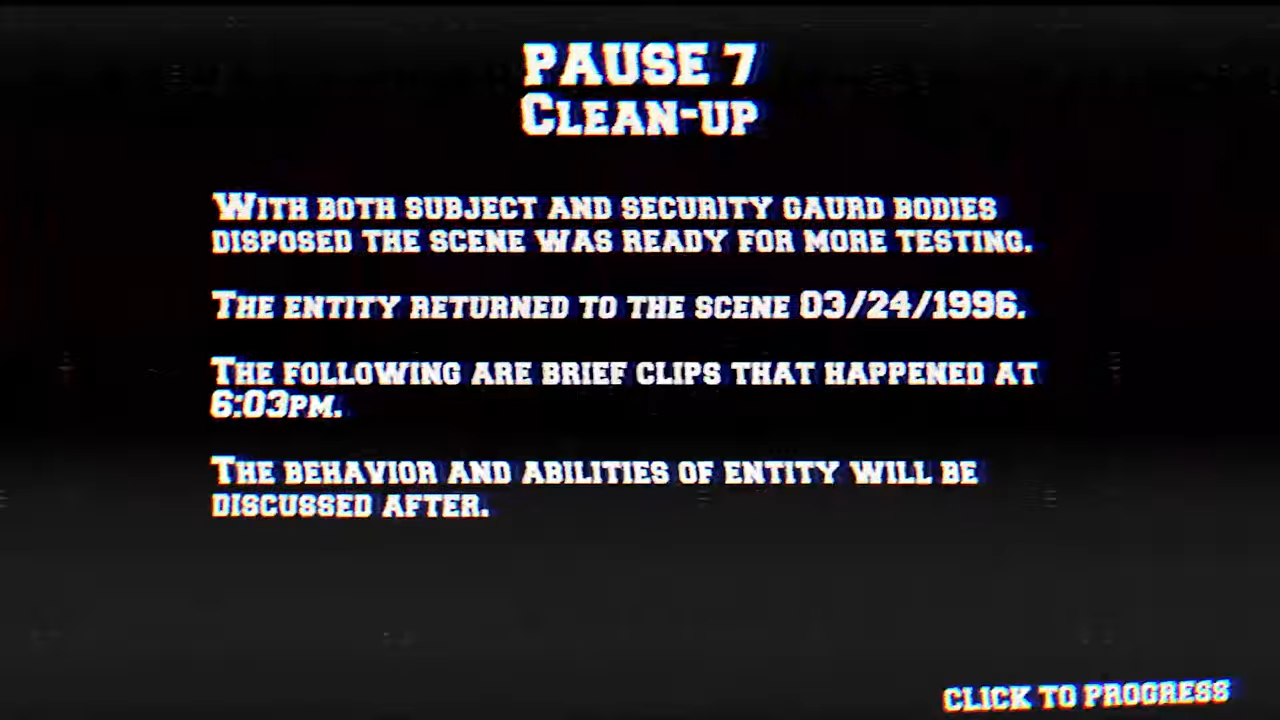 PAUSE 7
CLEAN-UP
WITH BOTH SUBJECT AND SECURITY GAURD BODIES
DISPOSED THE SCENE WAS READY FOR MORE TESTING.
THE ENTITY RETURNED TO THE SCENE 03/24/1996.
THE FOLLOWING ARE BRIEF CLIPS THAT HAPPENED AT
6:03PM.
THE BEHAVIOR AND ABILITIES OF ENTITY WILL BE
DISCUSSED AFTER.
CLICK TO PROGRESS